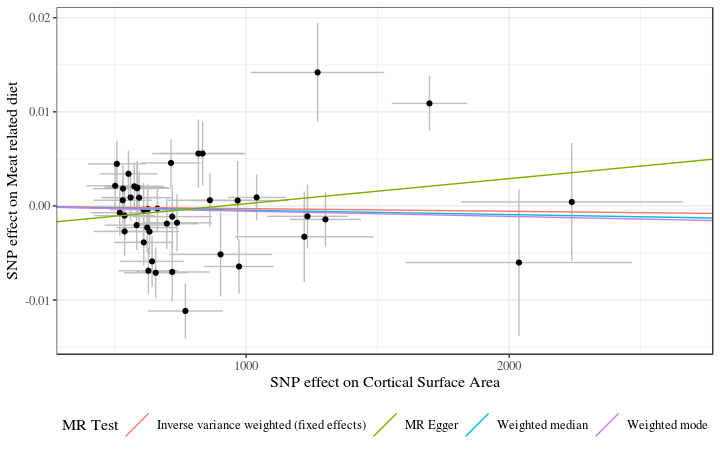 0.02
0.01
0.00
-0.01
SNP effect on Meat related diet
1000
2000
SNP effect on Cortical Surface Area
MR Test
Inverse variance weighted (fixed effects)
MR Egger
Weighted median
Weighted mode